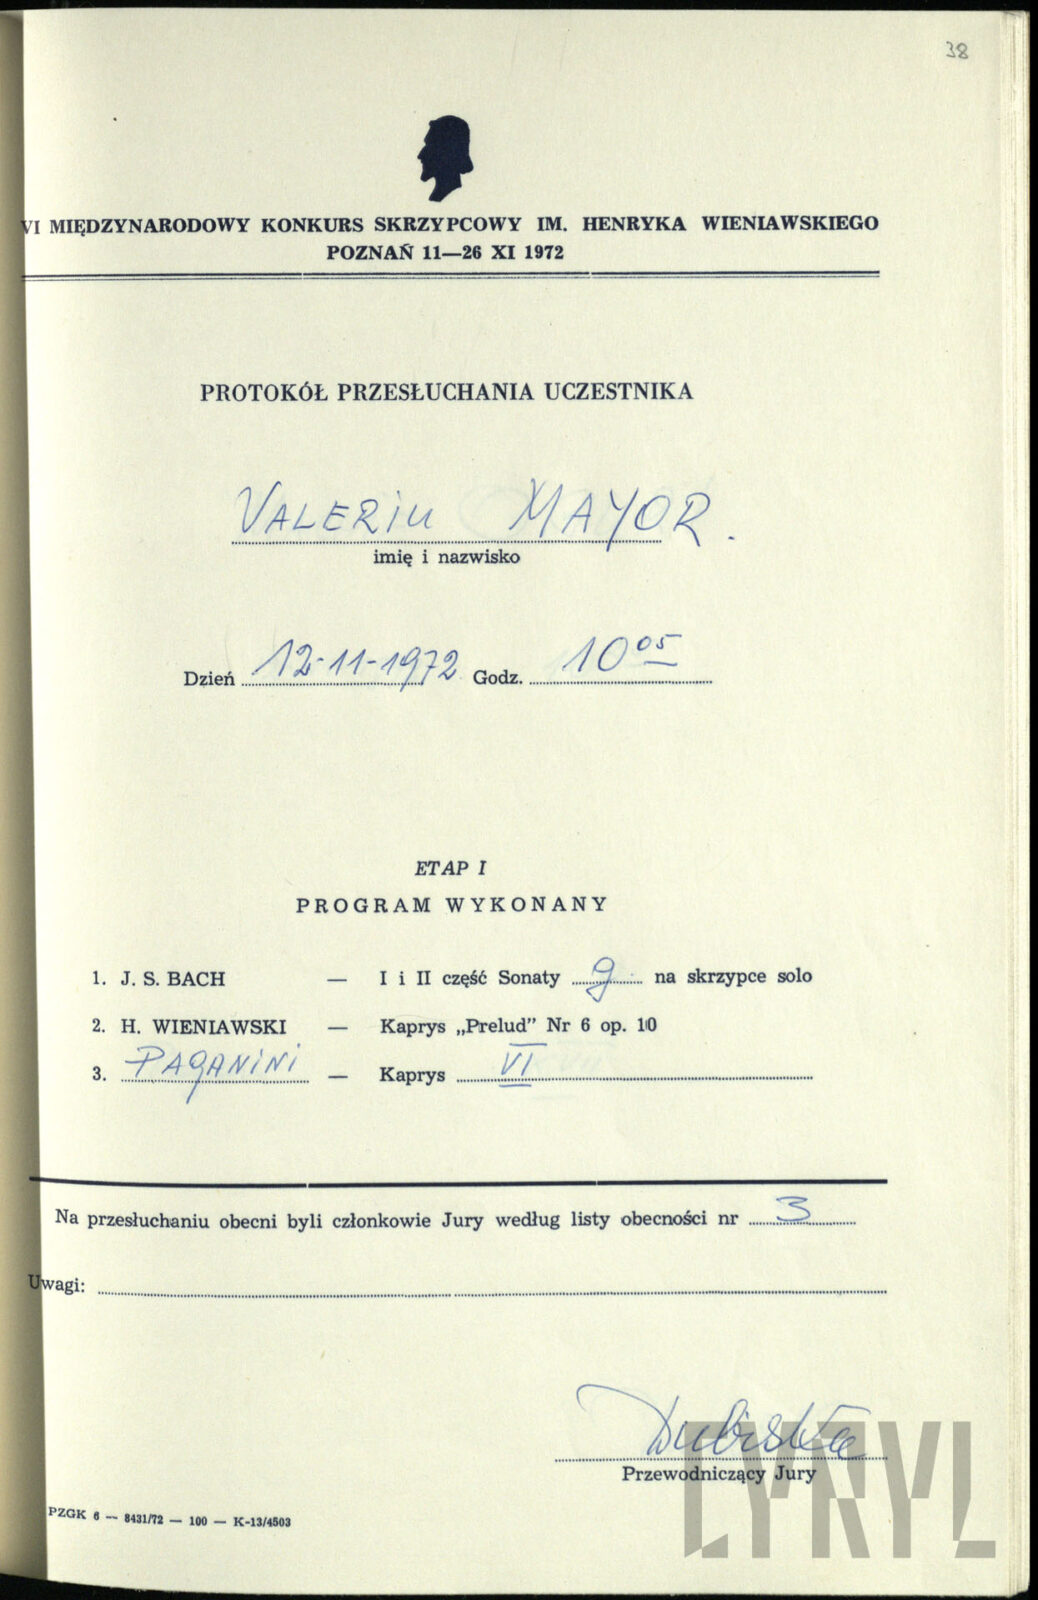 38
VI MIĘDZYNARODOWY KONKURS SKRZYPCOWY IM. HENRYKA WIENIAWSKIEGO
POZNAŃ 11—26 XI 1972
PROTOKÓŁ PRZESŁUCHANIA UCZESTNIKA
VALERIU MAYOR.
imię i nazwisko
Dzień 12-11-1972 Godz. 10 05
ETAP I
PROGRAM WYKONANY
1. J. S. BACH — I i II część Sonaty g na skrzypce solo
2. H. WIENIAWSKI — Kaprys „Prelud” Nr 6 op. 10
3. PAGANINI — Kaprys VI
Na przesłuchaniu obecni byli członkowie Jury według listy obecności nr 3
Uwagi:
Dubiska
Przewodniczący Jury
PZGK 6 — 8431/72 — 100 — K-13/4503
CYRYL